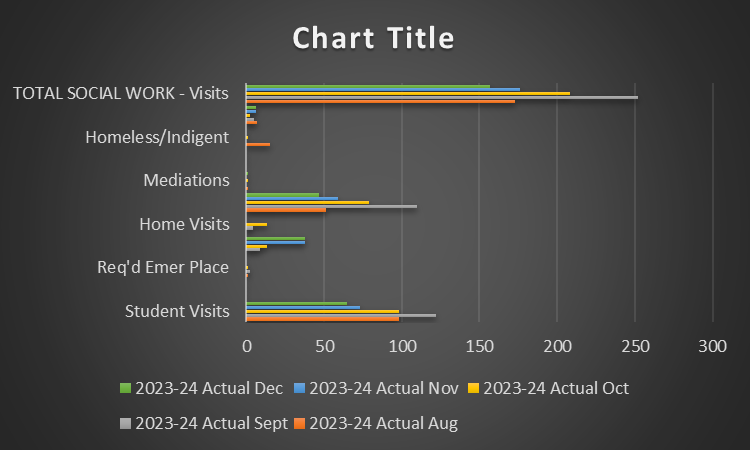 Chart Title
TOTAL SOCIAL WORK - Visits
Homeless/Indigent
Mediations
Home Visits
Req'd Emer Place
Student Visits
0 50 100 150 200 250 300
2023-24 Actual Dec 2023-24 Actual Nov 2023-24 Actual Oct
2023-24 Actual Sept 2023-24 Actual Aug